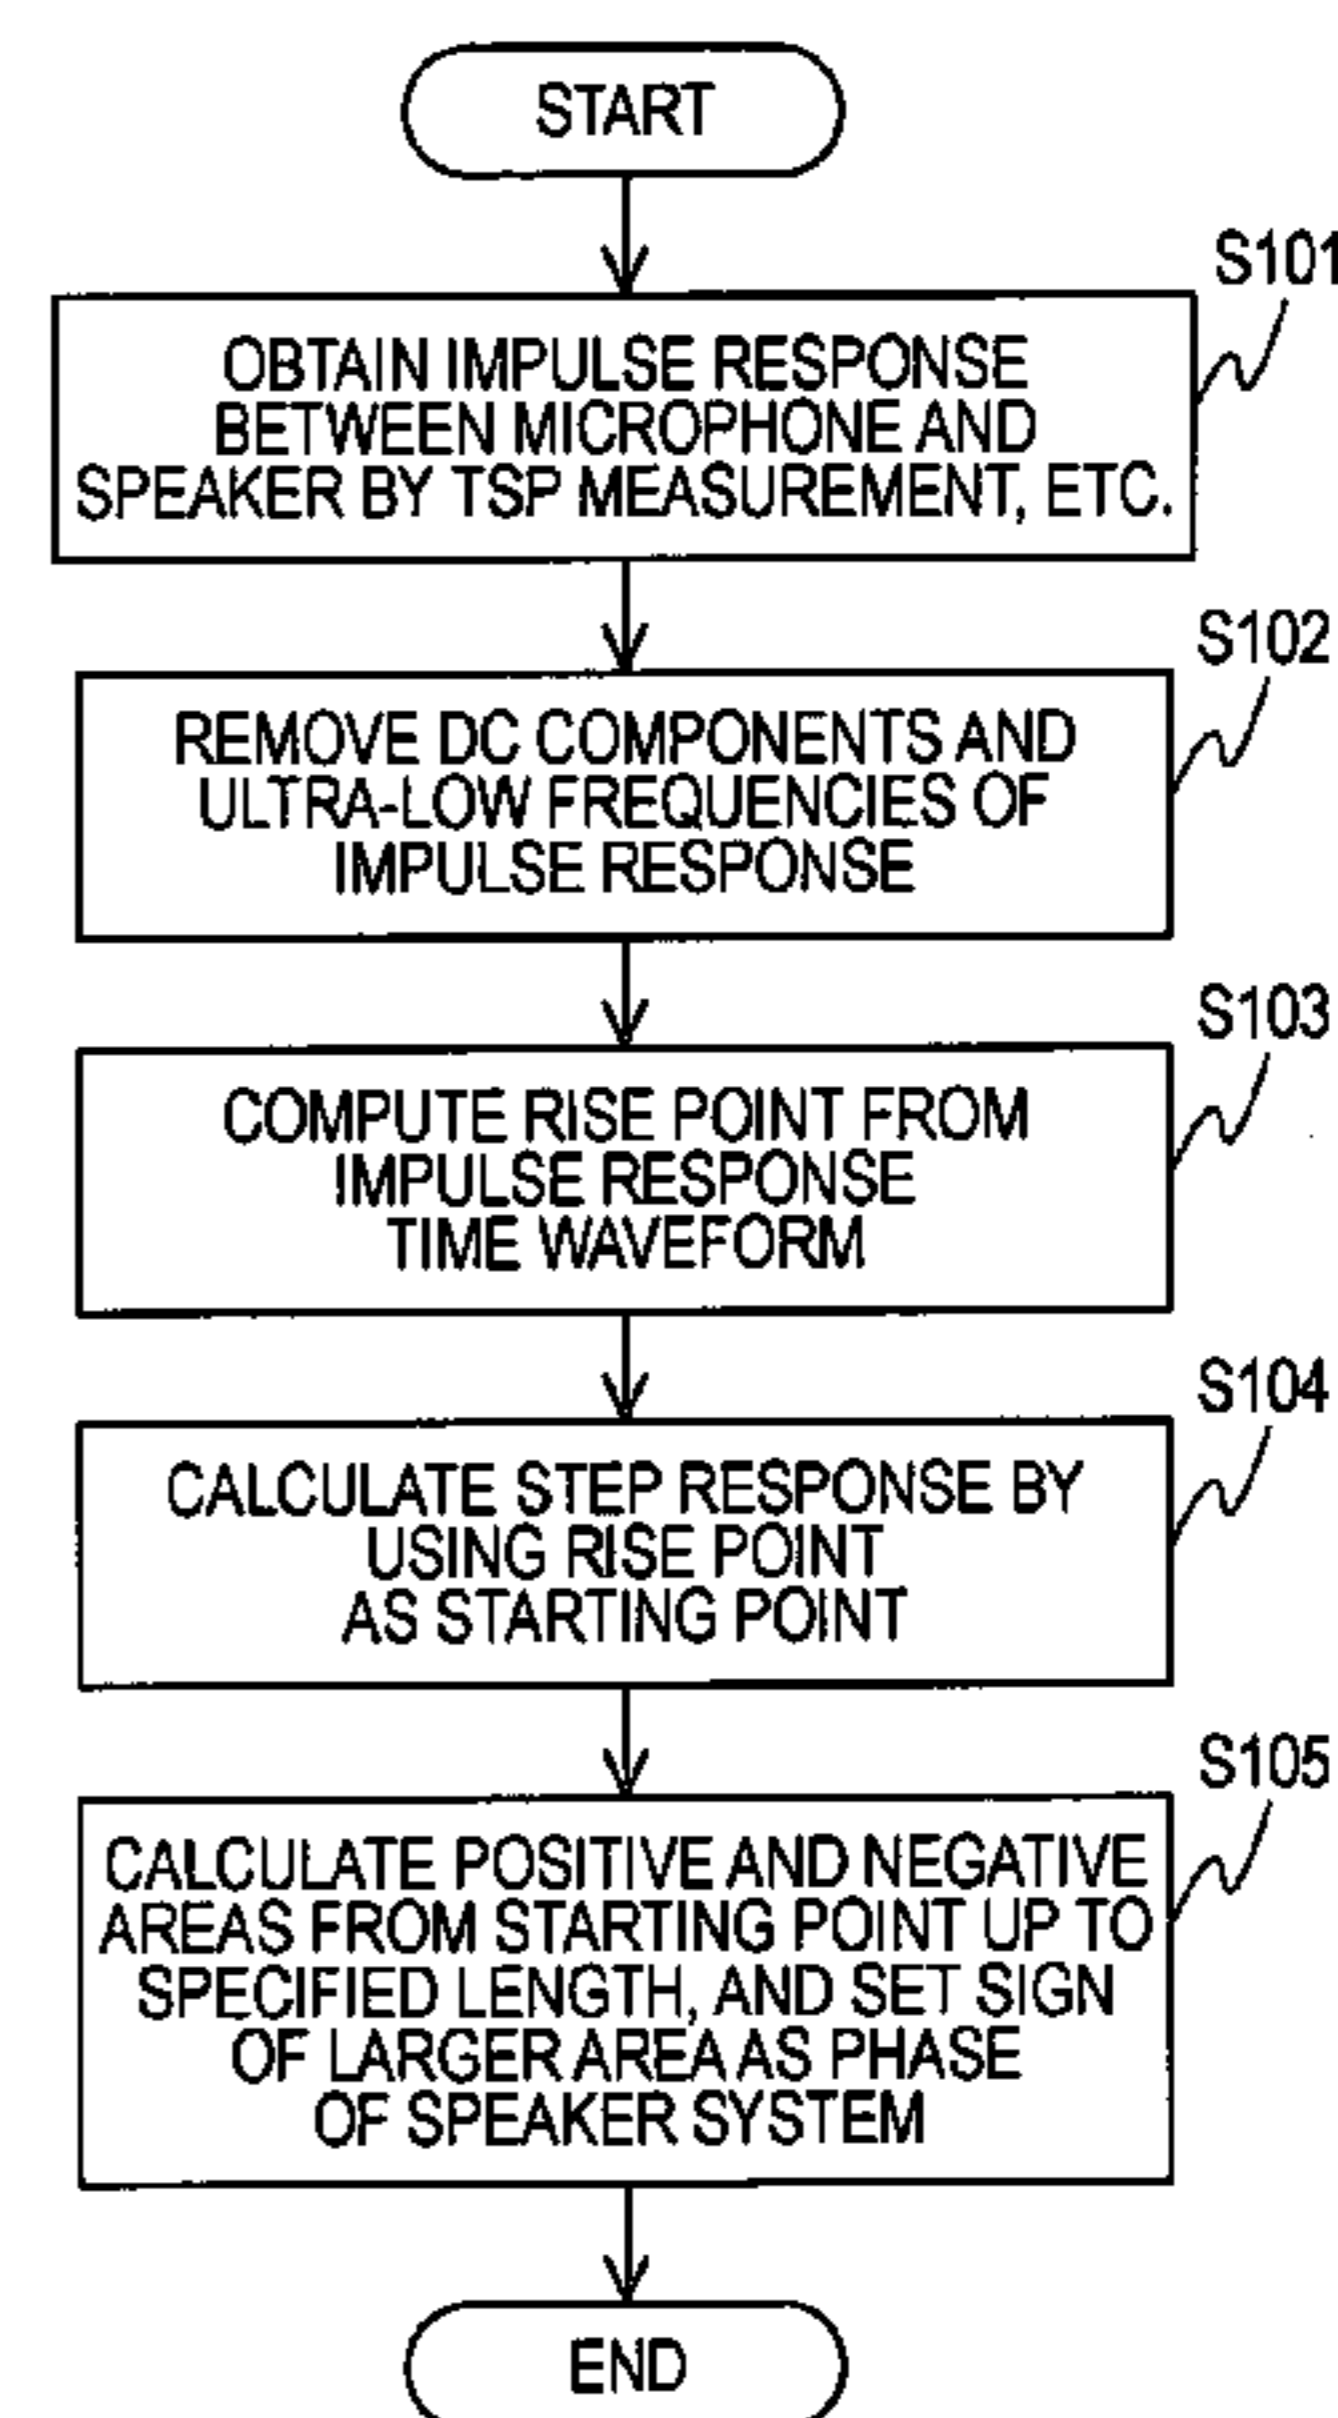 START
S101
OBTAIN IMPULSE RESPONSE
BETWEEN MICROPHONE AND
SPEAKER BY TSP MEASUREMENT, ETC.
S102
REMOVE DC COMPONENTS AND
ULTRA-LOW FREQUENCIES OF
IMPULSE RESPONSE
S103
COMPUTE RISE POINT FROM
IMPULSE RESPONSE
TIME WAVEFORM
S104
CALCULATE STEP RESPONSE BY
USING RISE POINT
AS STARTING POINT
S105
CALCULATE POSITIVE AND NEGATIVE
AREAS FROM STARTING POINT UP TO
SPECIFIED LENGTH, AND SET SIGN
OF LARGER AREA AS PHASE
OF SPEAKER SYSTEM
END